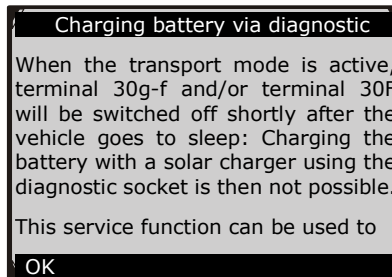 Charging battery via diagnostic
When the transport mode is active,
terminal 30g-f and/or terminal 30F
will be switched off shortly after the
vehicle goes to sleep: Charging the
battery with a solar charger using the
diagnostic socket is then not possible.
This service function can be used to
OK